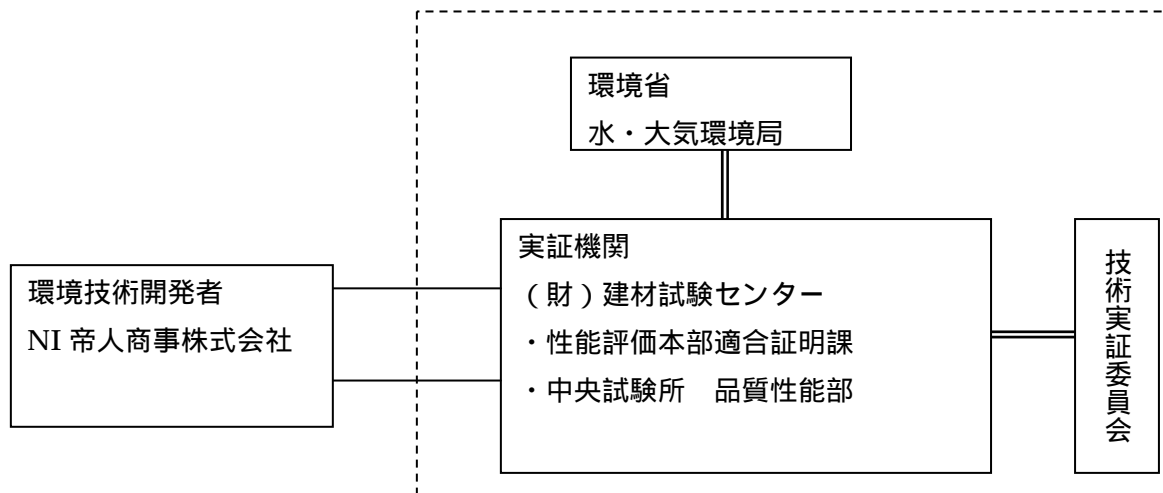 環境省
水・大気環境局
環境技術開発者
NI 帝人商事株式会社
実証機関
（財）建材試験センター
・性能評価本部適合証明課
・中央試験所　品質性能部
技術実証委員会